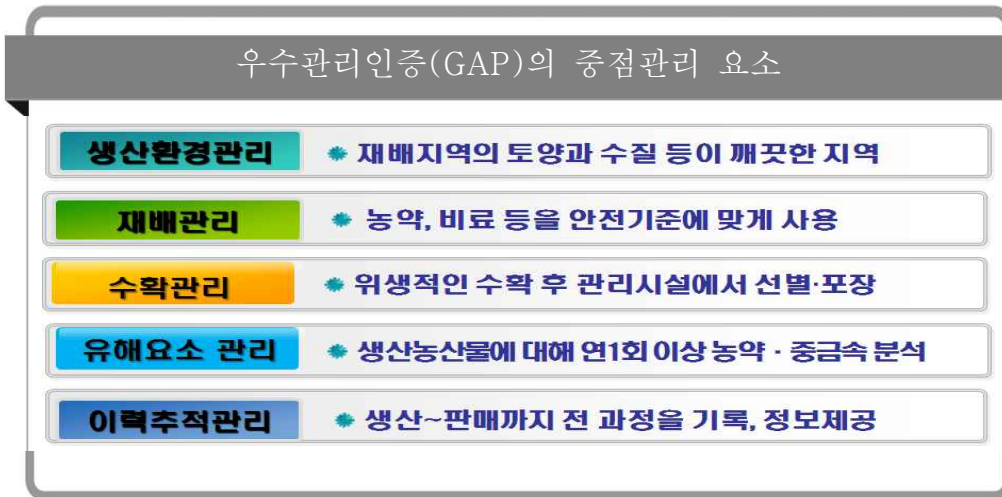 우수관리인증(GAP)의 중점관리 요소
생산환경관리 재배지역의 토양과 수질 등이 깨끗한 지역
재배관리 농약, 비료 등을 안전기준에 맞게 사용
수확관리 위생적인 수확 후 관리시설에서 선별·포장
유해요소 관리 생산농산물에 대해 연1회 이상 농약 · 중금속 분석
이력추적관리 생산~판매까지 전 과정을 기록, 정보제공